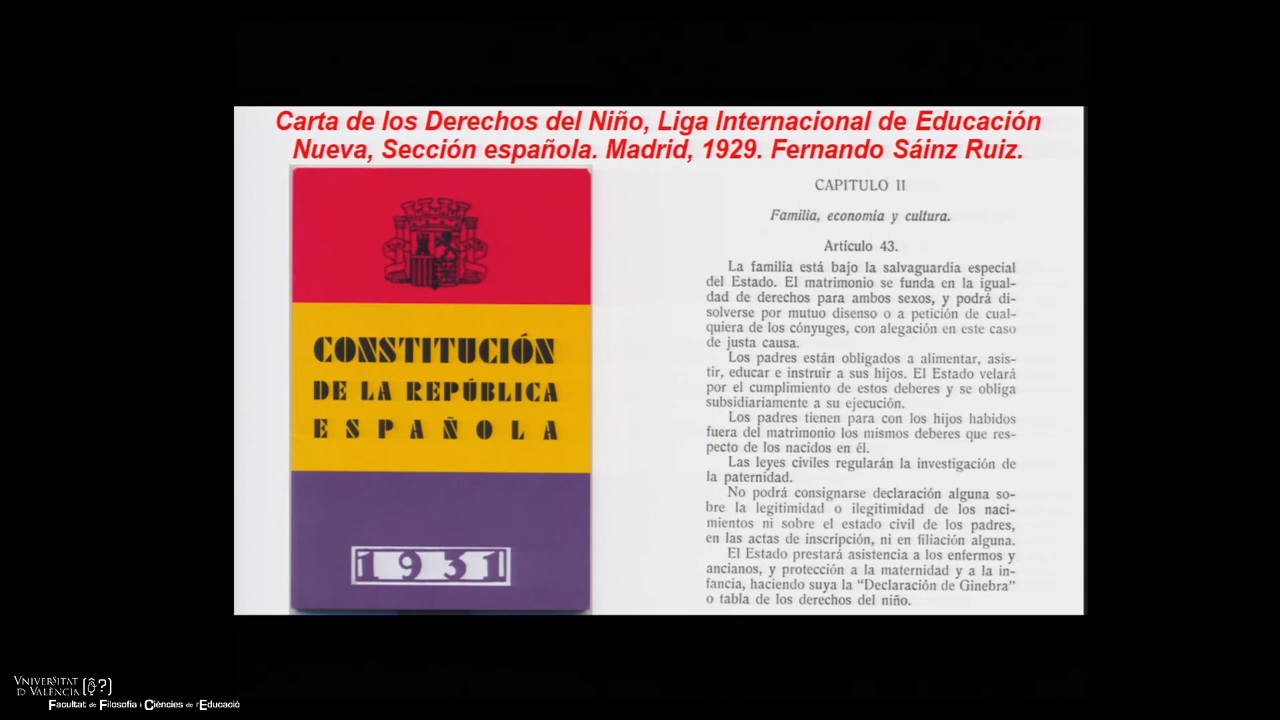 Carta de los Derechos del Niño, Liga Internacional de Educación
Nueva, Sección española. Madrid, 1929. Fernando Sáinz Ruiz.
CONSTITUCIÓN
DE LA REPÚBLICA
ESPAÑOLA
1931
CAPITULO II
Familia, economía y cultura.
Artículo 43.
La familia está bajo la salvaguardia especial
del Estado. El matrimonio se funda en la igual-
dad de derechos para ambos sexos, y podrá di-
solverse por mutuo disenso o a petición de cual-
quiera de los cónyuges, con alegación en este caso
de justa causa.
Los padres están obligados a alimentar, asis-
tir, educar e instruir a sus hijos. El Estado velará
por el cumplimiento de estos deberes y se obliga
subsidiariamente a su ejecución.
Los padres tienen para con los hijos habidos
fuera del matrimonio los mismos deberes que res-
pecto de los nacidos en él.
Las leyes civiles regularán la investigación de
la paternidad.
No podrá consignarse declaración alguna so-
bre la legitimidad o ilegitimidad de los naci-
mientos ni sobre el estado civil de los padres,
en las actas de inscripción, ni en filiación alguna.
El Estado prestará asistencia a los enfermos y
ancianos, y protección a la maternidad y a la in-
fancia, haciendo suya la “Declaración de Ginebra”
o tabla de los derechos del niño.
VNIVERSITAT
D VALÈNCIA
Facultat de Filosofia i Ciències de l'Educació